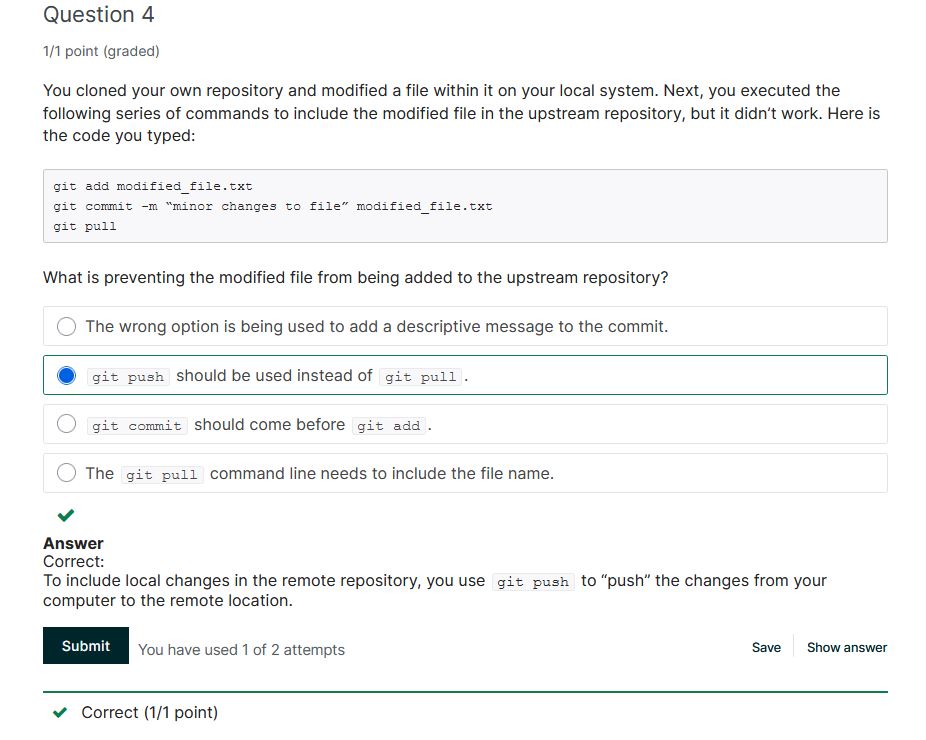 Question 4
1/1 point (graded)
You cloned your own repository and modified a file within it on your local system. Next, you executed the
following series of commands to include the modified file in the upstream repository, but it didn’t work. Here is
the code you typed:
git add modified_file.txt
git commit -m “minor changes to file” modified_file.txt
git pull
What is preventing the modified file from being added to the upstream repository?
The wrong option is being used to add a descriptive message to the commit.
git push should be used instead of git pull.
git commit should come before git add.
The git pull command line needs to include the file name.
Answer
Correct:
To include local changes in the remote repository, you use git push to “push” the changes from your
computer to the remote location.
Submit You have used 1 of 2 attempts Save Show answer
Correct (1/1 point)